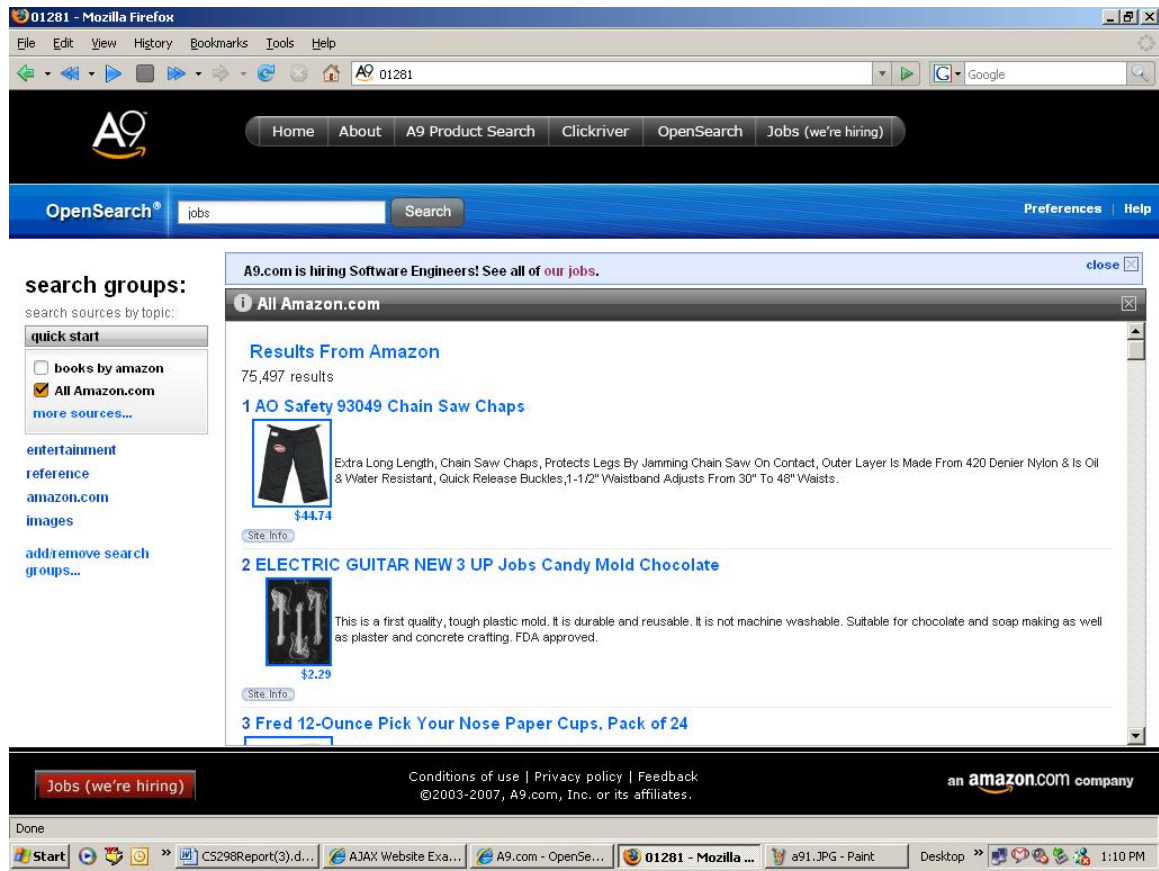 01281 - Mozilla Firefox
File Edit View History Bookmarks Tools Help
A9 01281 G Google
A9 Home About A9 Product Search Clickriver OpenSearch Jobs (we're hiring)
OpenSearch® jobs Search Preferences | Help
search groups:
search sources by topic:
quick start
books by amazon
All Amazon.com
more sources...
entertainment
reference
amazon.com
images
add/remove search
groups...
A9.com is hiring Software Engineers! See all of our jobs. close
All Amazon.com
Results From Amazon
75,497 results
1 AO Safety 93049 Chain Saw Chaps
Extra Long Length, Chain Saw Chaps, Protects Legs By Jamming Chain Saw On Contact, Outer Layer Is Made From 420 Denier Nylon & Is Oil
& Water Resistant, Quick Release Buckles,1-1/2" Waistband Adjusts From 30" To 48" Waists.
$44.74
Site Info
2 ELECTRIC GUITAR NEW 3 UP Jobs Candy Mold Chocolate
This is a first quality, tough plastic mold. It is durable and reusable. It is not machine washable. Suitable for chocolate and soap making as well
as plaster and concrete crafting. FDA approved.
$2.29
Site Info
3 Fred 12-Ounce Pick Your Nose Paper Cups, Pack of 24
Jobs (we're hiring)
Conditions of use | Privacy policy | Feedback
©2003-2007, A9.com, Inc. or its affiliates.
an amazon.com company
Done
Start » CS298Report(3).d... AJAX Website Exa... A9.com - OpenSe... 01281 - Mozilla ... a91.JPG - Paint Desktop » 1:10 PM